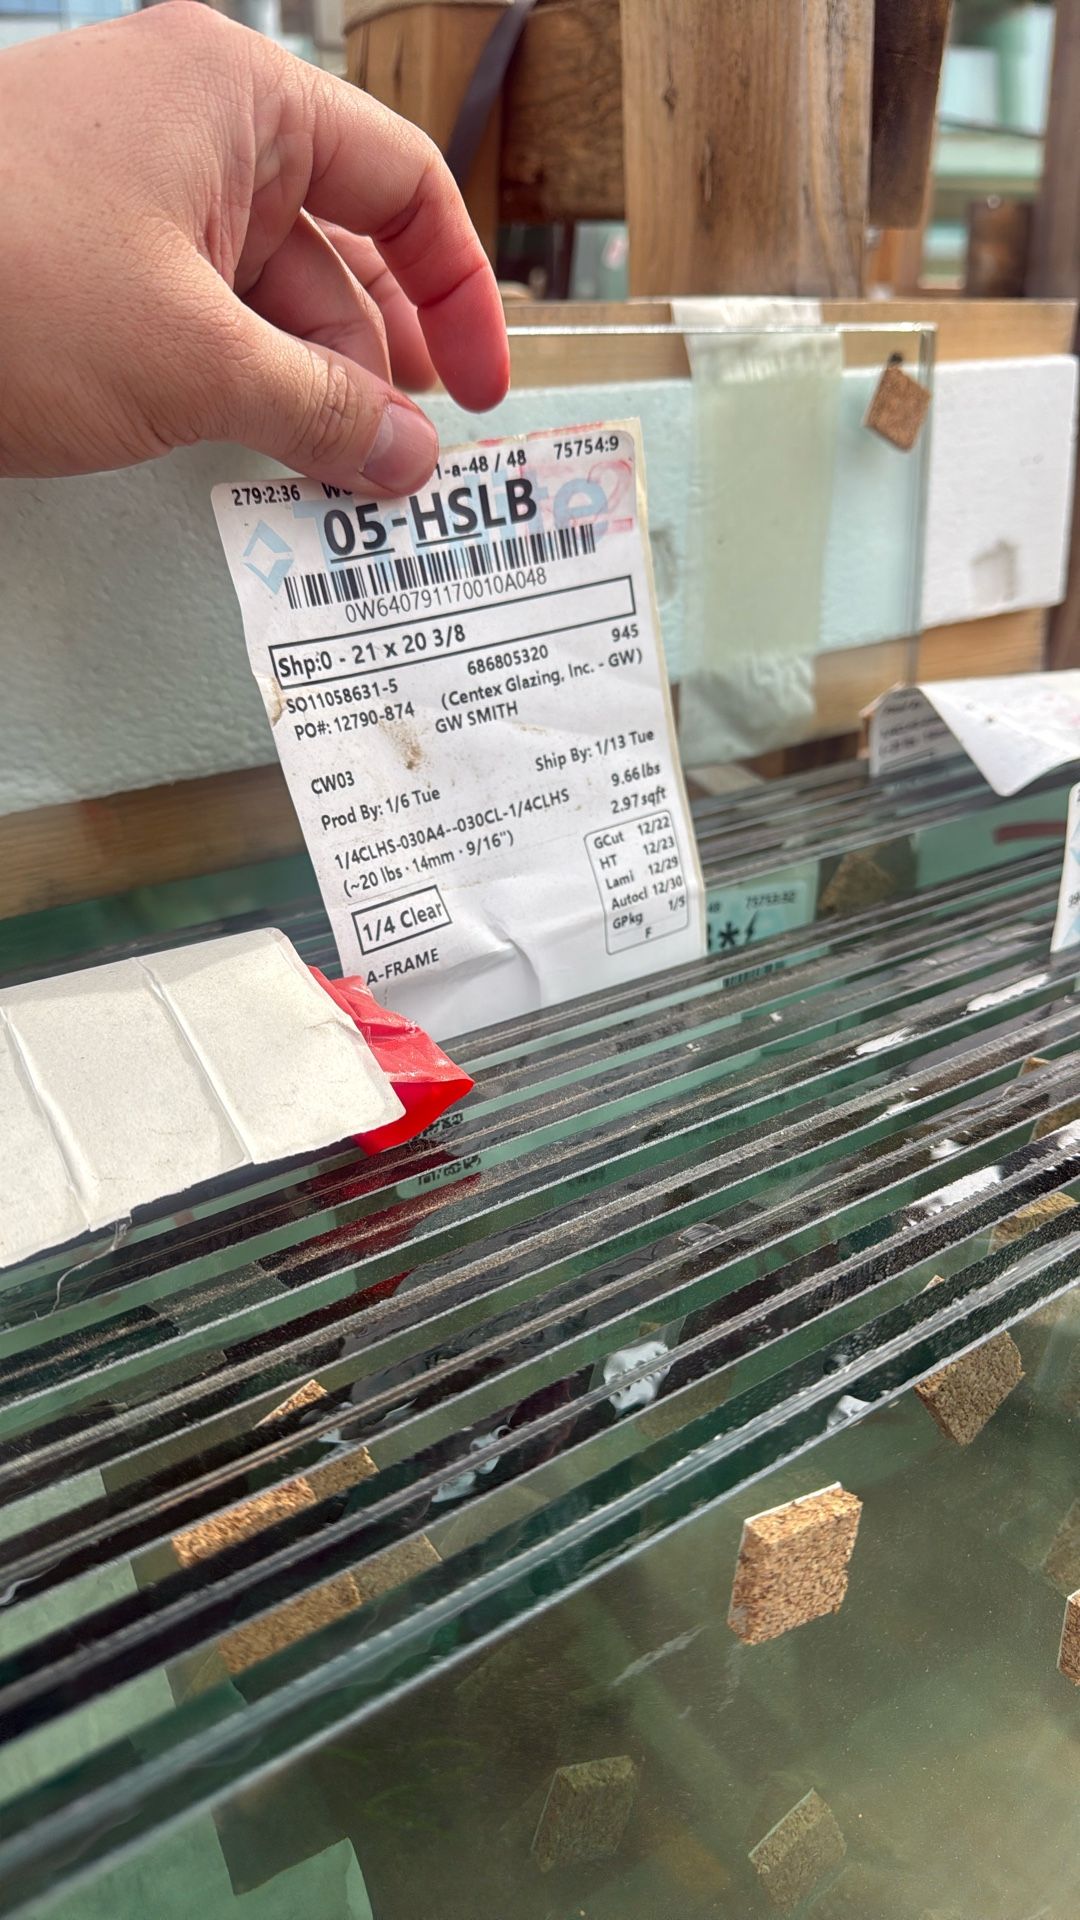 279:2:36
1-a-48 / 48
75754:9
05-HSLB
0W640791170010A048
Shp:0 - 21 x 20 3/8
SO11058631-5
686805320
945
PO#: 12790-874
(Centex Glazing, Inc. - GW)
GW SMITH
CW03
Ship By: 1/13 Tue
Prod By: 1/6 Tue
9.66 lbs
1/4CLHS-030A4--030CL-1/4CLHS
2.97 sqft
(~20 lbs · 14mm · 9/16")
GCut 12/22
HT 12/23
Lami 12/29
Autocl 12/30
GPkg 1/5
F
1/4 Clear
A-FRAME